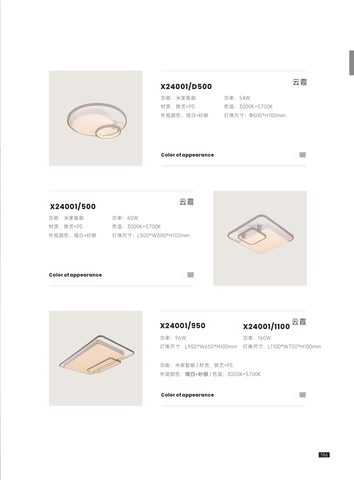 X24001/D500
云霞
功能：米家智能
功率：54W
材质：铁艺+PS
色温：3000K+5700K
外观颜色：哑白+砂银
灯体尺寸：Φ500*H100mm
Color of appearance
X24001/500
云霞
功能：米家智能
功率：60W
材质：铁艺+PS
色温：3000K+5700K
外观颜色：哑白+砂银
灯体尺寸：L500*W500*H100mm
Color of appearance
X24001/950
X24001/1100
云霞
功率：96W
功率：160W
灯体尺寸：L950*W650*H100mm
灯体尺寸：L1100*W700*H100mm
功能：米家智能 / 材质：铁艺+PS
外观颜色：哑白+砂银 / 色温：3000K+5700K
Color of appearance